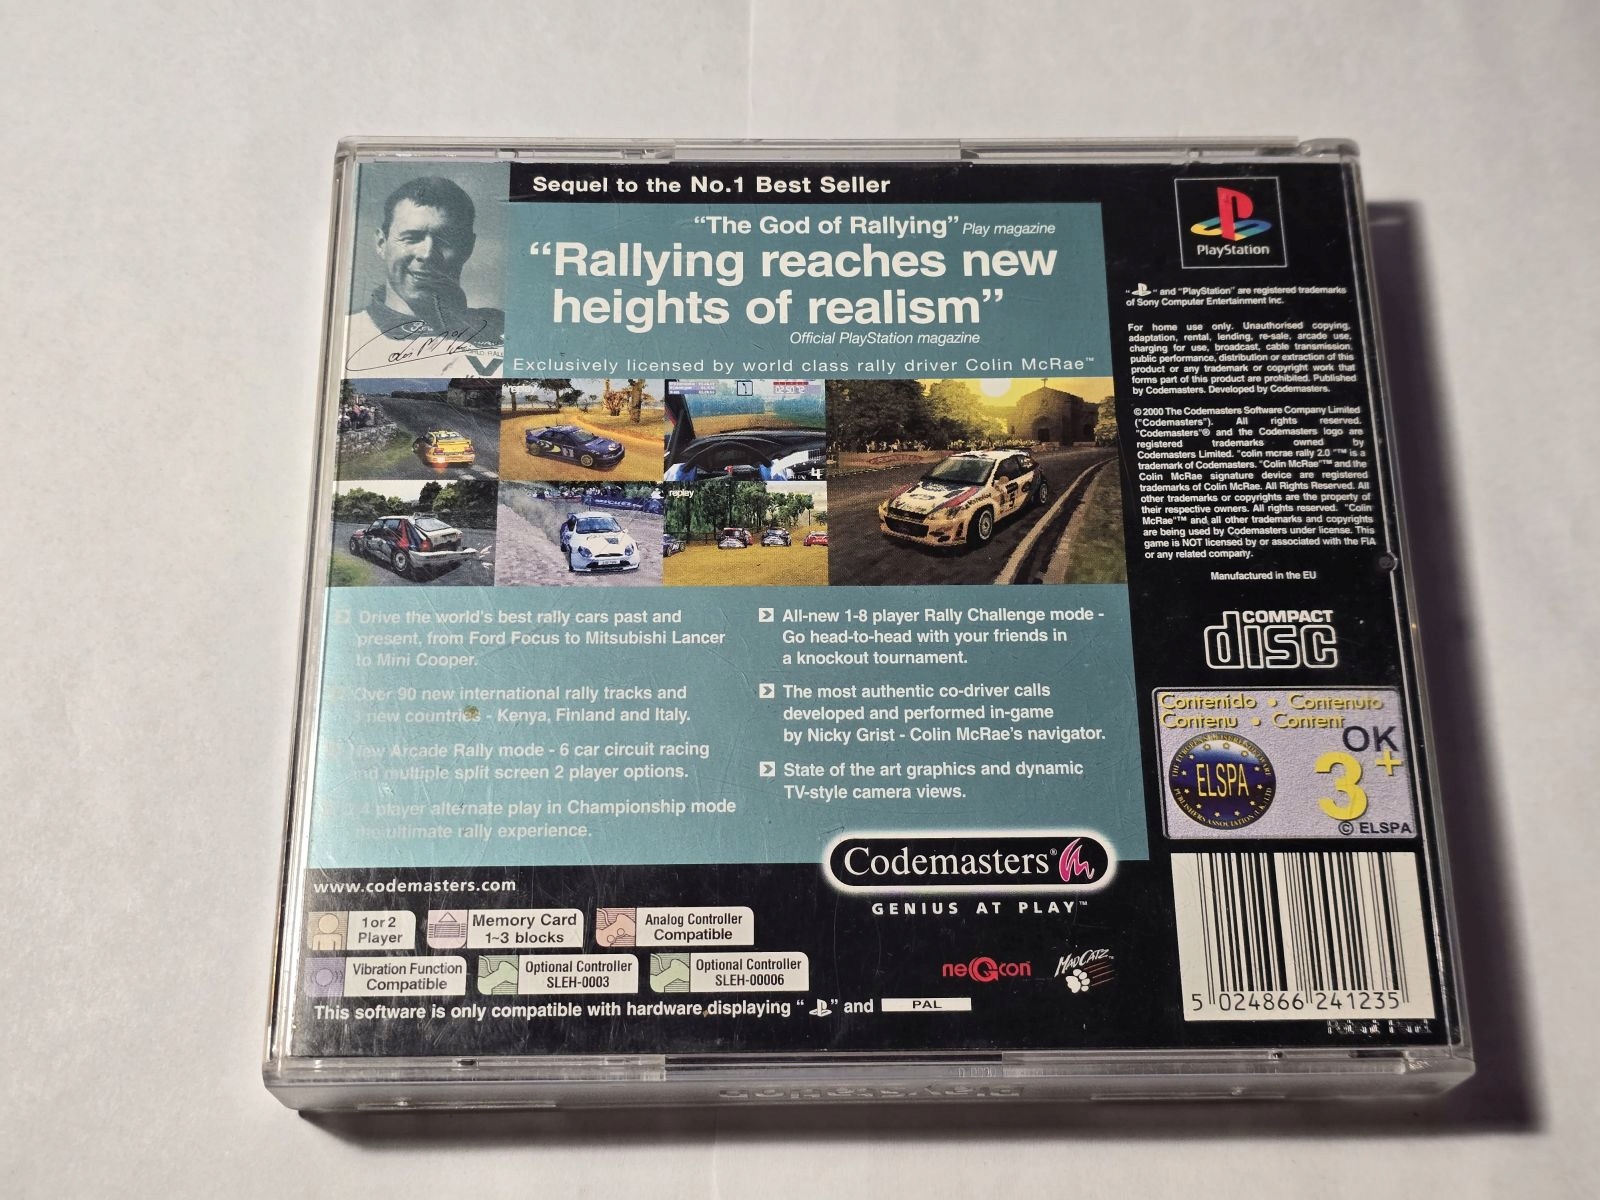 Sequel to the No.1 Best Seller
“The God of Rallying” Play magazine
“Rallying reaches new
heights of realism”
Official PlayStation magazine
Exclusively licensed by world class rally driver Colin McRae™
replay
replay
Drive the world's best rally cars past and
present, from Ford Focus to Mitsubishi Lancer
to Mini Cooper.
Over 90 new international rally tracks and
3 new countries - Kenya, Finland and Italy.
New Arcade Rally mode - 6 car circuit racing
and multiple split screen 2 player options.
4 player alternate play in Championship mode
ultimate rally experience.
All-new 1-8 player Rally Challenge mode -
Go head-to-head with your friends in
a knockout tournament.
The most authentic co-driver calls
developed and performed in-game
by Nicky Grist - Colin McRae's navigator.
State of the art graphics and dynamic
TV-style camera views.
www.codemasters.com
Codemasters®
GENIUS AT PLAY™
1 or 2
Player
Memory Card
1~3 blocks
Analog Controller
Compatible
Vibration Function
Compatible
Optional Controller
SLEH-0003
Optional Controller
SLEH-00006
neGcon
MAD CATZ™
This software is only compatible with hardware displaying “ ” and PAL
PlayStation
“ ” and “PlayStation” are registered trademarks
of Sony Computer Entertainment Inc.
For home use only. Unauthorised copying,
adaptation, rental, lending, re-sale, arcade use,
charging for use, broadcast, cable transmission,
public performance, distribution or extraction of this
product or any trademark or copyright work that
forms part of this product are prohibited. Published
by Codemasters. Developed by Codemasters.
©2000 The Codemasters Software Company Limited
("Codemasters"). All rights reserved.
"Codemasters"® and the Codemasters logo are
registered trademarks owned by
Codemasters Limited. "colin mcrae rally 2.0 "™ is a
trademark of Codemasters. "Colin McRae"™ and the
Colin McRae signature device are registered
trademarks of Colin McRae. All Rights Reserved. All
other trademarks or copyrights are the property of
their respective owners. All rights reserved. "Colin
McRae"™ and all other trademarks and copyrights
are being used by Codemasters under license. This
game is NOT licensed by or associated with the FIA
or any related company.
Manufactured in the EU
COMPACT
disc
Contenido • Contenuto
Contenu • Content
OK
3+
ELSPA
© ELSPA
5 024866 241235
PlayStation